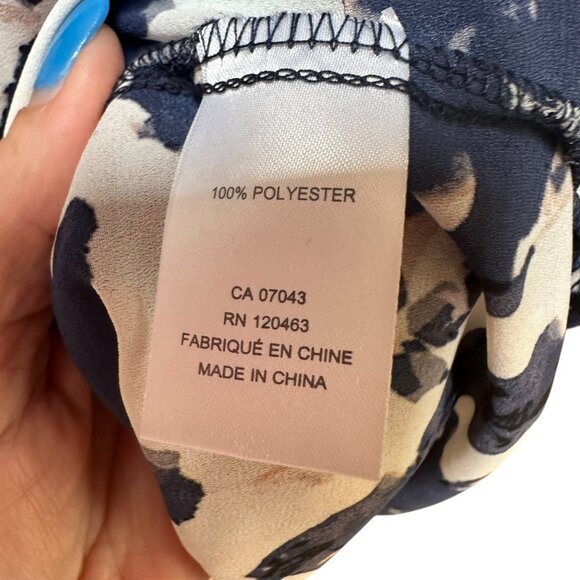 100% POLYESTER
CA 07043
RN 120463
FABRIQUÉ EN CHINE
MADE IN CHINA